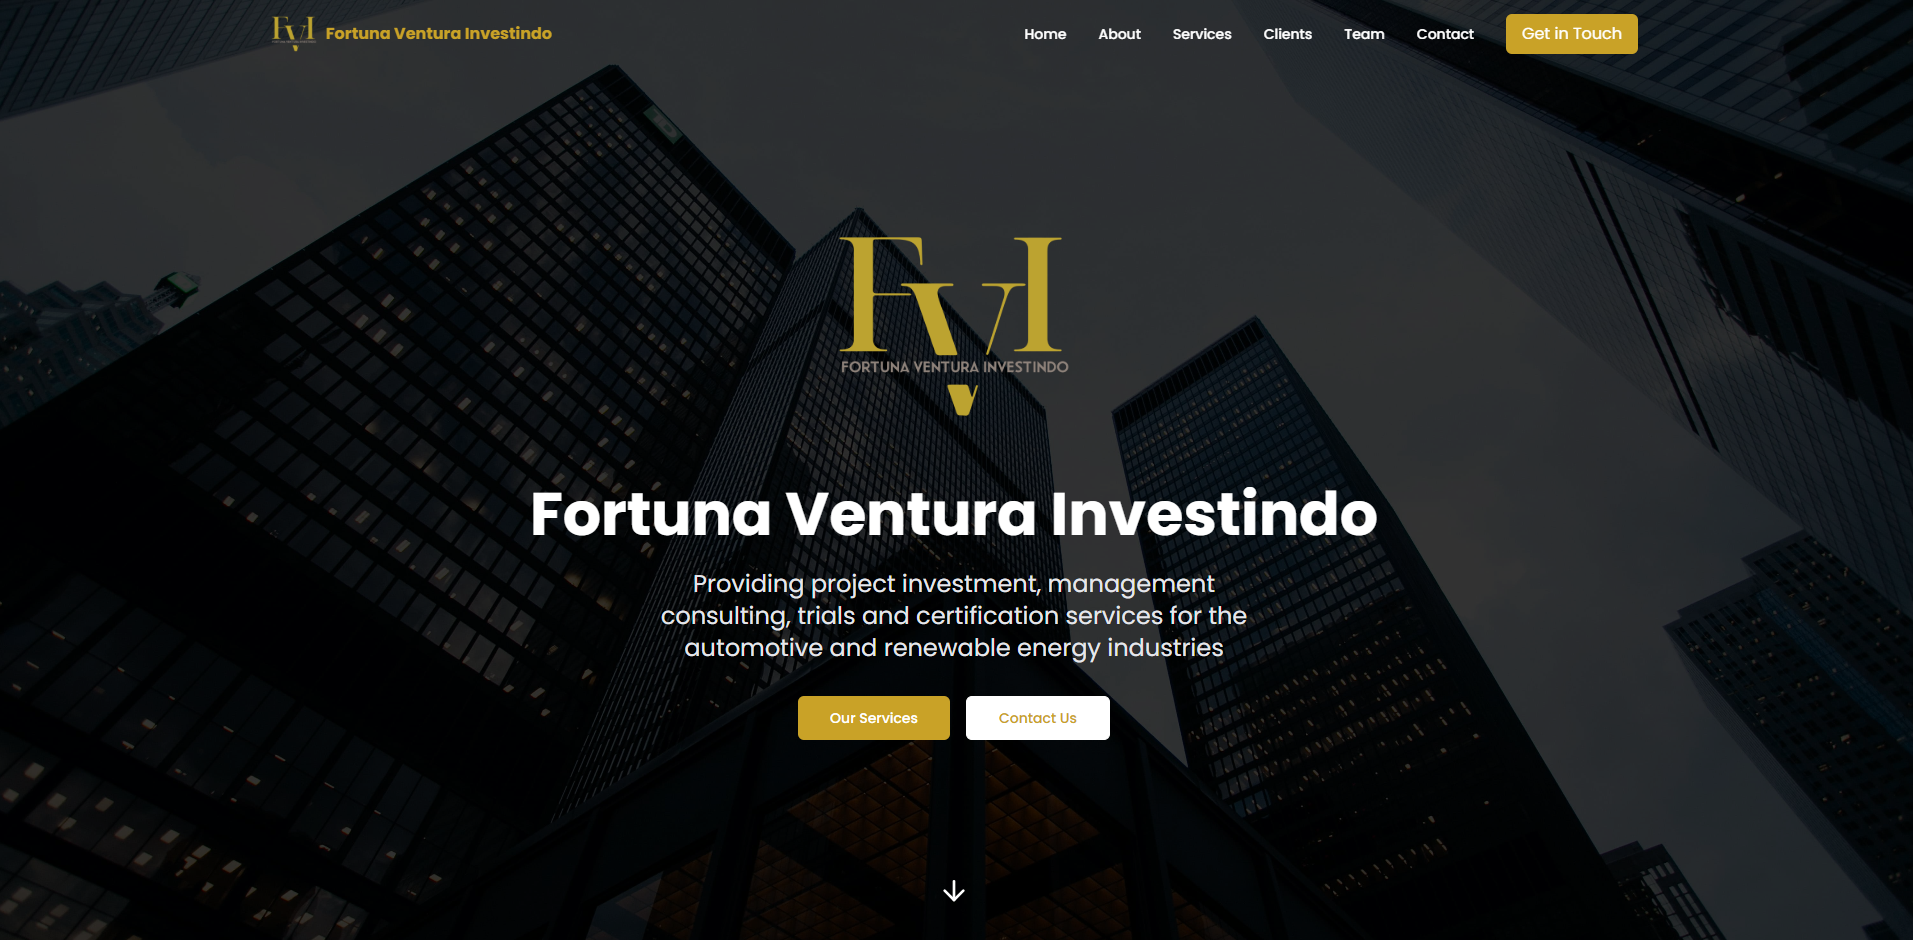 FVI Fortuna Ventura Investindo
Home About Services Clients Team Contact Get in Touch
FVI
FORTUNA VENTURA INVESTINDO
Fortuna Ventura Investindo
Providing project investment, management
consulting, trials and certification services for the
automotive and renewable energy industries
Our Services Contact Us